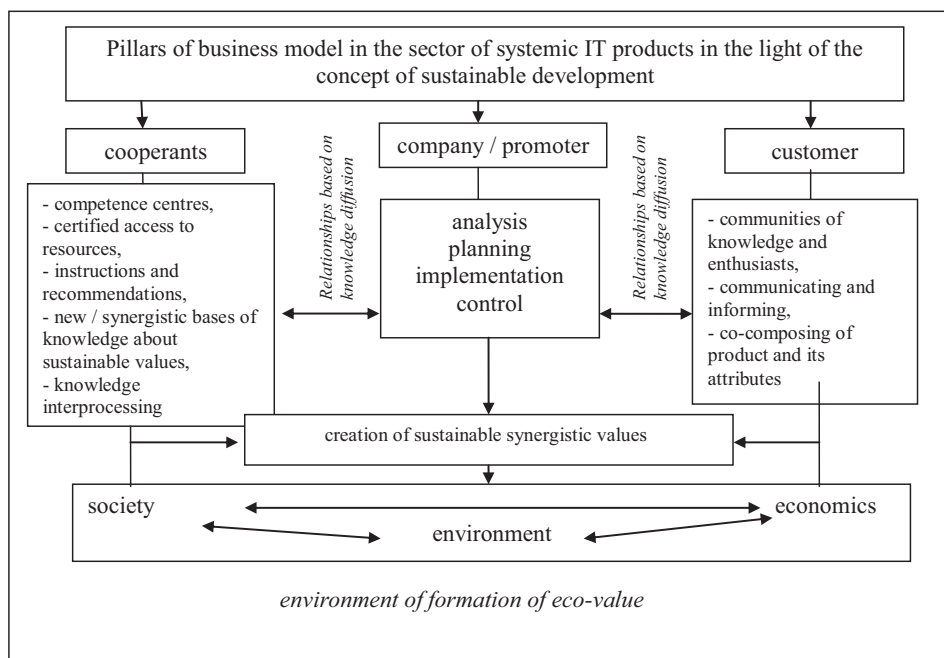 Pillars of business model in the sector of systemic IT products in the light of the
concept of sustainable development
cooperants
company / promoter
customer
- competence centres,
- certified access to
resources,
- instructions and
recommendations,
- new / synergistic bases of
knowledge about
sustainable values,
- knowledge
interprocessing
Relationships based on
knowledge diffusion
analysis
planning
implementation
control
Relationships based on
knowledge diffusion
- communities of
knowledge and
enthusiasts,
- communicating and
informing,
- co-composing of
product and its
attributes
creation of sustainable synergistic values
society
economics
environment
environment of formation of eco-value